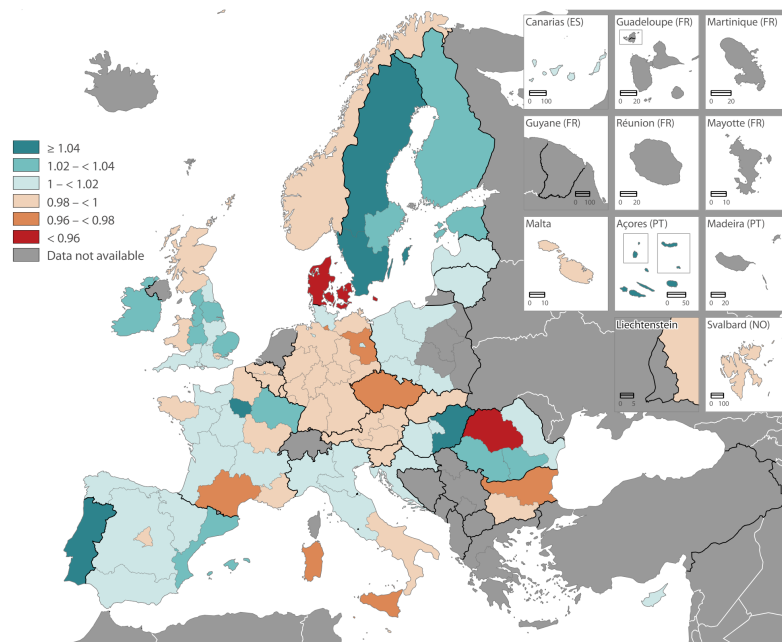 ≥ 1.04
1.02 – < 1.04
1 – < 1.02
0.98 – < 1
0.96 – < 0.98
< 0.96
Data not available
Canarias (ES)
0 100
Guadeloupe (FR)
0 20
Martinique (FR)
0 20
Guyane (FR)
0 100
Réunion (FR)
0 20
Mayotte (FR)
0 10
Malta
0 10
Açores (PT)
0 50
Madeira (PT)
0 20
Liechtenstein
0 5
Svalbard (NO)
0 100